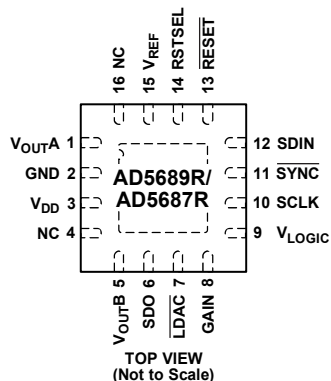 16 NC
15 VREF
14 RSTSEL
13 RESET
VOUTA 1
GND 2
VDD 3
NC 4
12 SDIN
11 SYNC
10 SCLK
9 VLOGIC
AD5689R/
AD5687R
VOUTB 5
SDO 6
LDAC 7
GAIN 8
TOP VIEW
(Not to Scale)